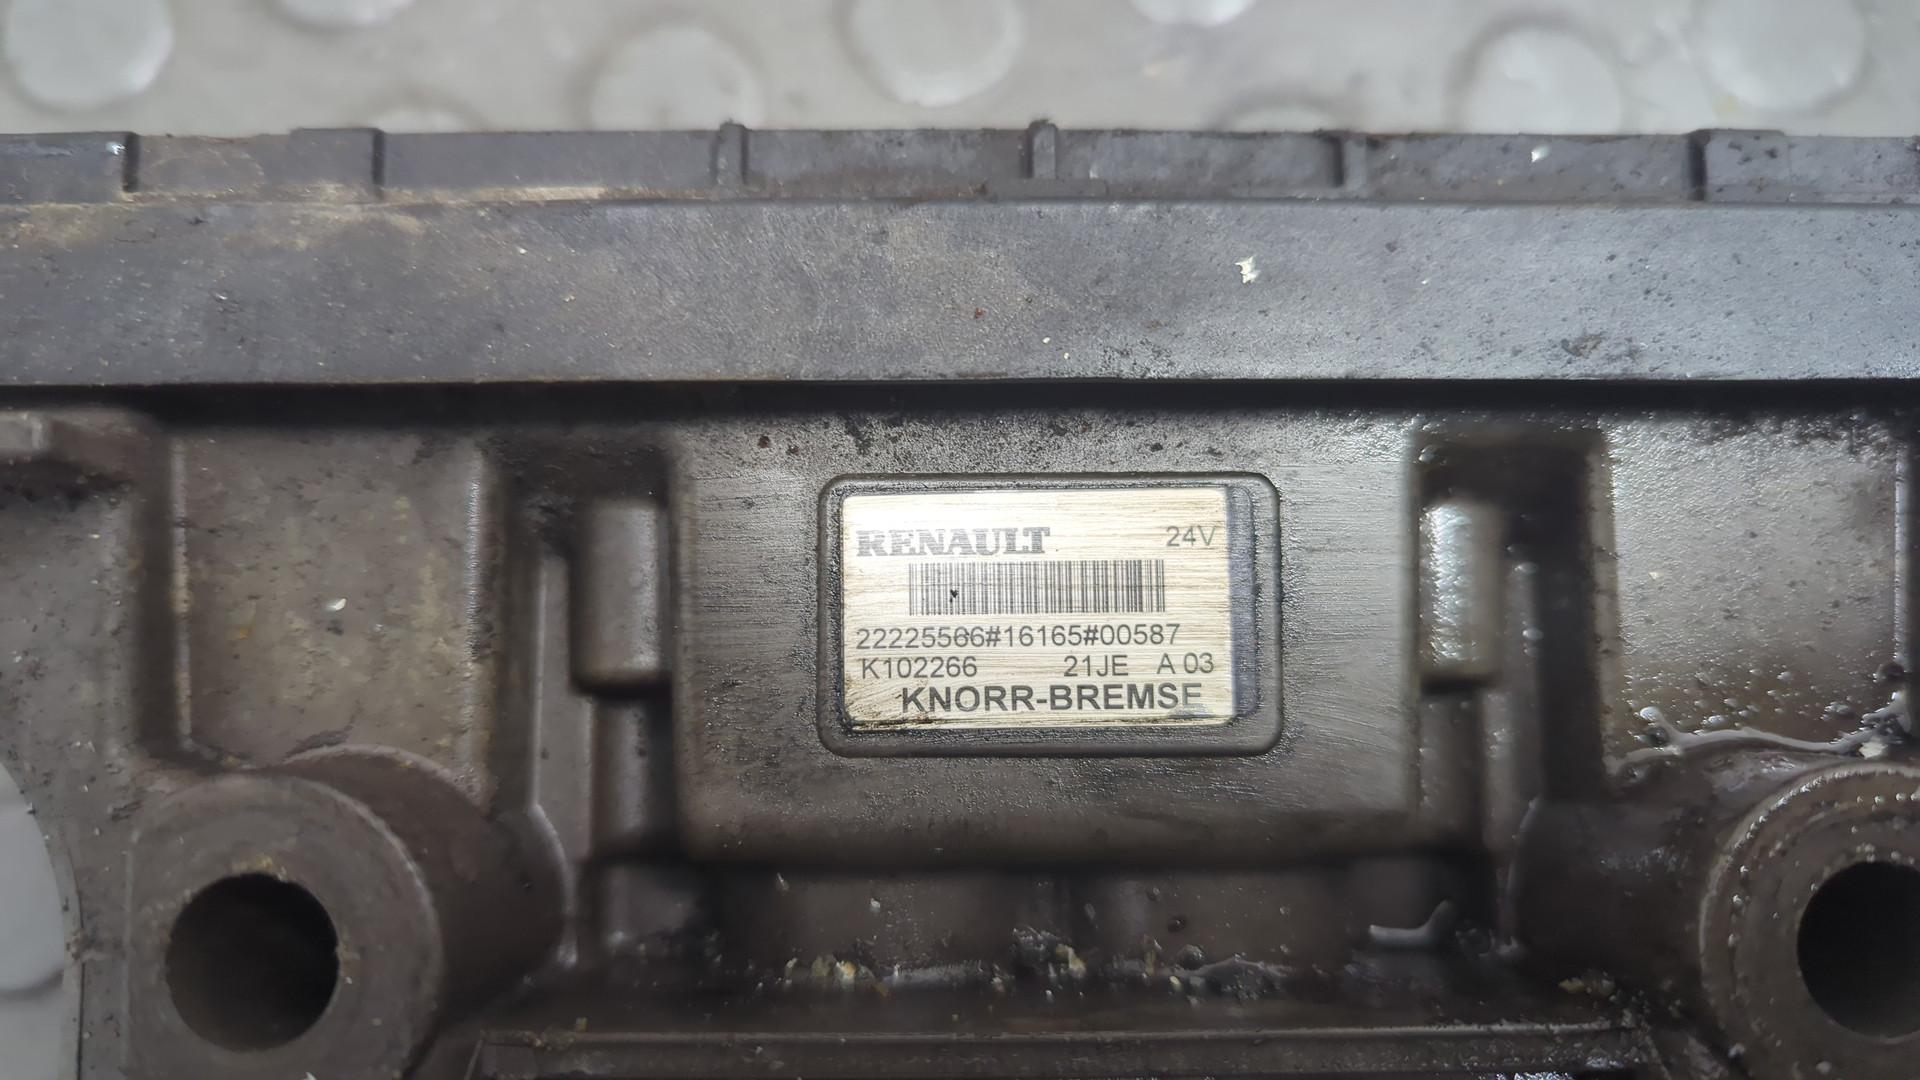 RENAULT 24V
22225566#16165#00587
K102266 21JE A 03
KNORR-BREMSE